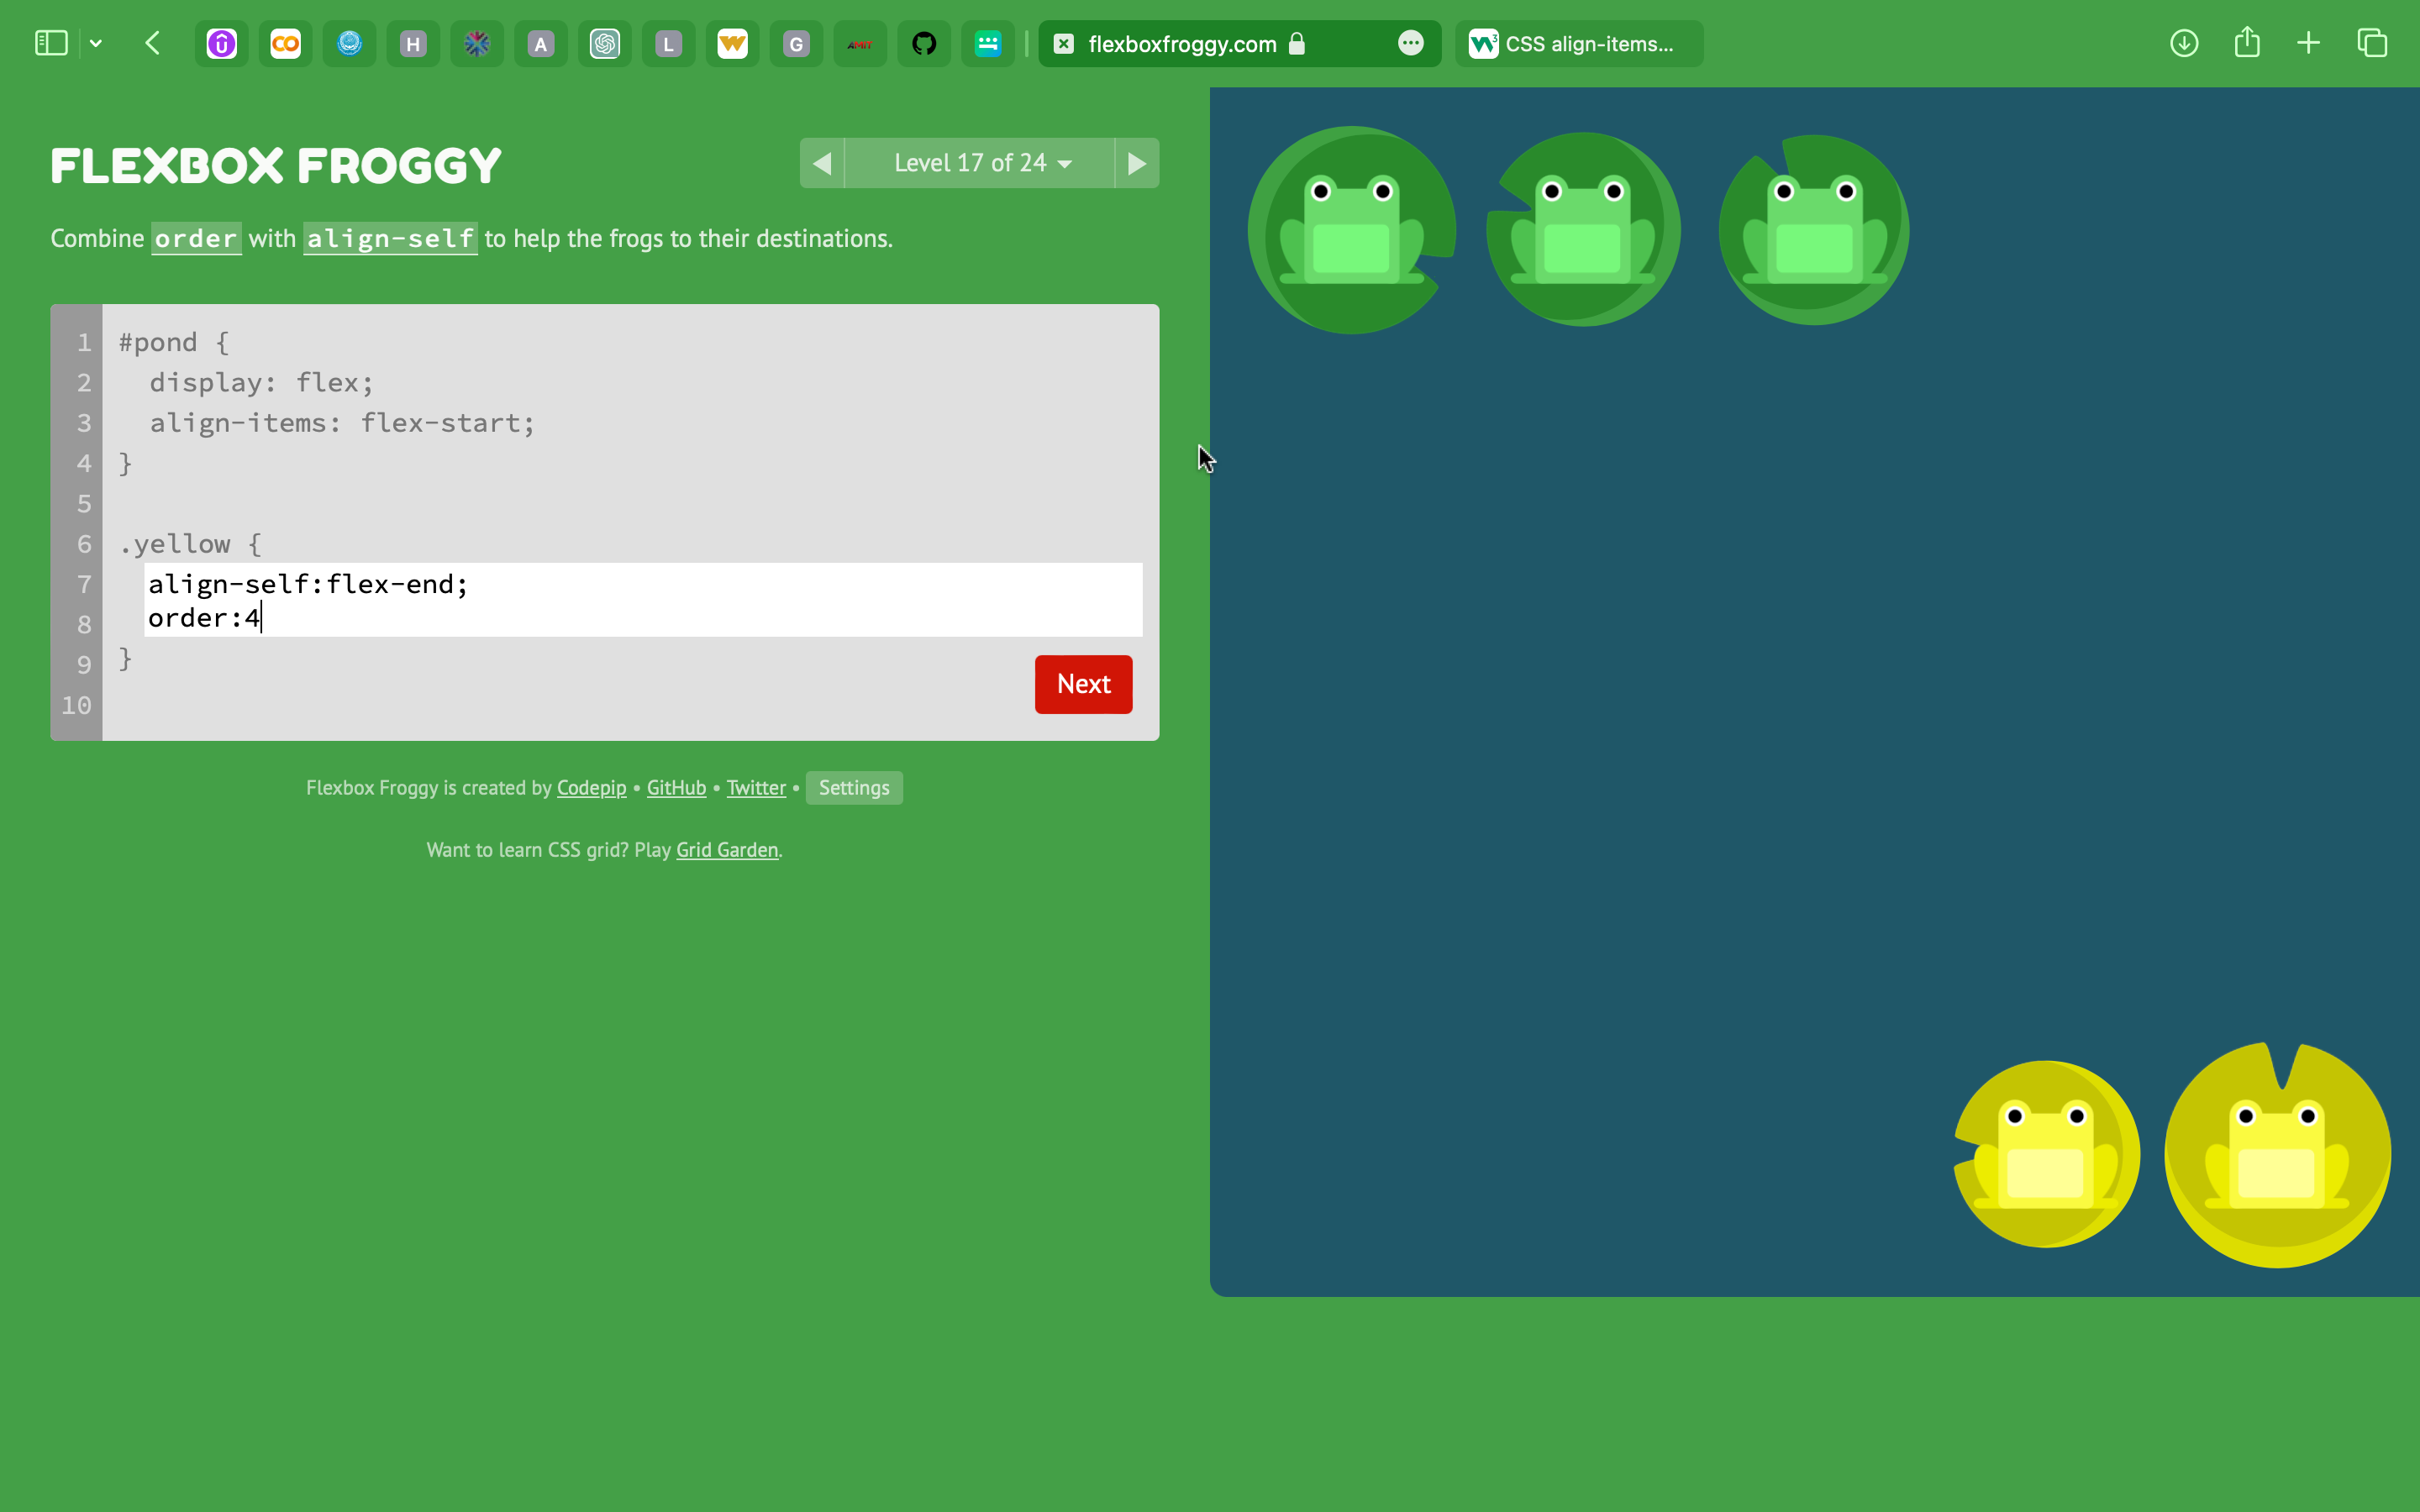 H A L W G AMIT flexboxfroggy.com CSS align-items...
FLEXBOX FROGGY
Level 17 of 24
Combine order with align-self to help the frogs to their destinations.
1 #pond {
2 display: flex;
3 align-items: flex-start;
4 }
5
6 .yellow {
7 align-self:flex-end;
8 order:4
9 }
10
Next
Flexbox Froggy is created by Codepip • GitHub • Twitter • Settings
Want to learn CSS grid? Play Grid Garden.